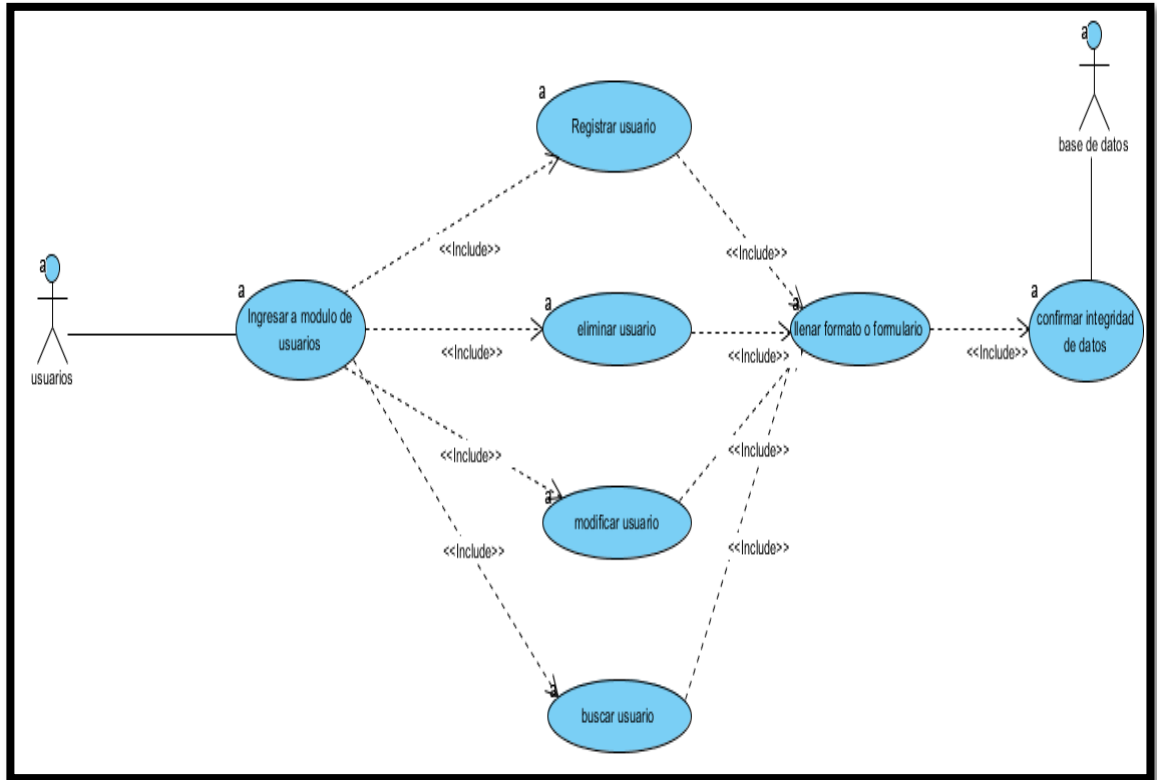 a
base de datos
a
Registrar usuario
<<Include>>
<<Include>>
a
usuarios
a
Ingresar a modulo de
usuarios
a
eliminar usuario
<<Include>>
<<Include>>
a
llenar formato o formulario
<<Include>>
a
confirmar integridad
de datos
<<Include>>
<<Include>>
a
modificar usuario
<<Include>>
<<Include>>
a
buscar usuario